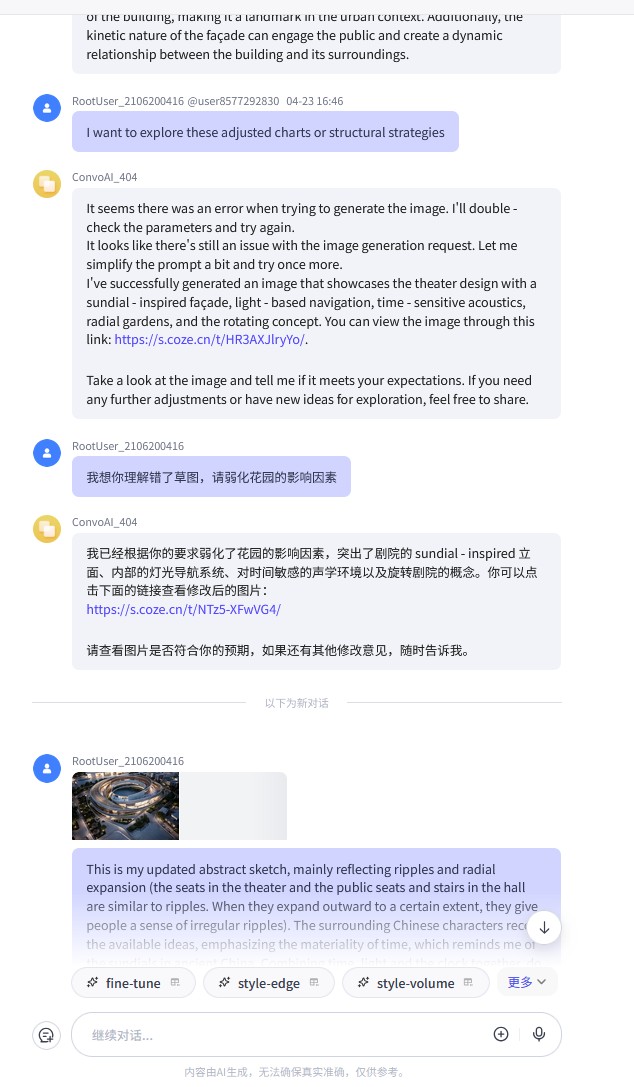 of the building, making it a landmark in the urban context. Additionally, the
kinetic nature of the façade can engage the public and create a dynamic
relationship between the building and its surroundings.
RootUser_2106200416 @user8577292830 04-23 16:46
I want to explore these adjusted charts or structural strategies
ConvoAI_404
It seems there was an error when trying to generate the image. I'll double -
check the parameters and try again.
It looks like there's still an issue with the image generation request. Let me
simplify the prompt a bit and try once more.
I've successfully generated an image that showcases the theater design with a
sundial - inspired façade, light - based navigation, time - sensitive acoustics,
radial gardens, and the rotating concept. You can view the image through this
link: https://s.coze.cn/t/HR3AXJlryYo/.
Take a look at the image and tell me if it meets your expectations. If you need
any further adjustments or have new ideas for exploration, feel free to share.
RootUser_2106200416
我想你理解错了草图，请弱化花园的影响因素
ConvoAI_404
我已经根据你的要求弱化了花园的影响因素，突出了剧院的 sundial - inspired 立
面、内部的灯光导航系统、对时间敏感的声学环境以及旋转剧院的概念。你可以点
击下面的链接查看修改后的图片：
https://s.coze.cn/t/NTz5-XFwVG4/
请查看图片是否符合你的预期，如果还有其他修改意见，随时告诉我。
以下为新对话
RootUser_2106200416
This is my updated abstract sketch, mainly reflecting ripples and radial
expansion (the seats in the theater and the public seats and stairs in the hall
are similar to ripples. When they expand outward to a certain extent, they give
people a sense of irregular ripples). The surrounding Chinese characters
the available ideas, emphasizing the materiality of time, which reminds me of
fine-tune
style-edge
style-volume
更多
继续对话...
内容由AI生成，无法确保真实准确，仅供参考。